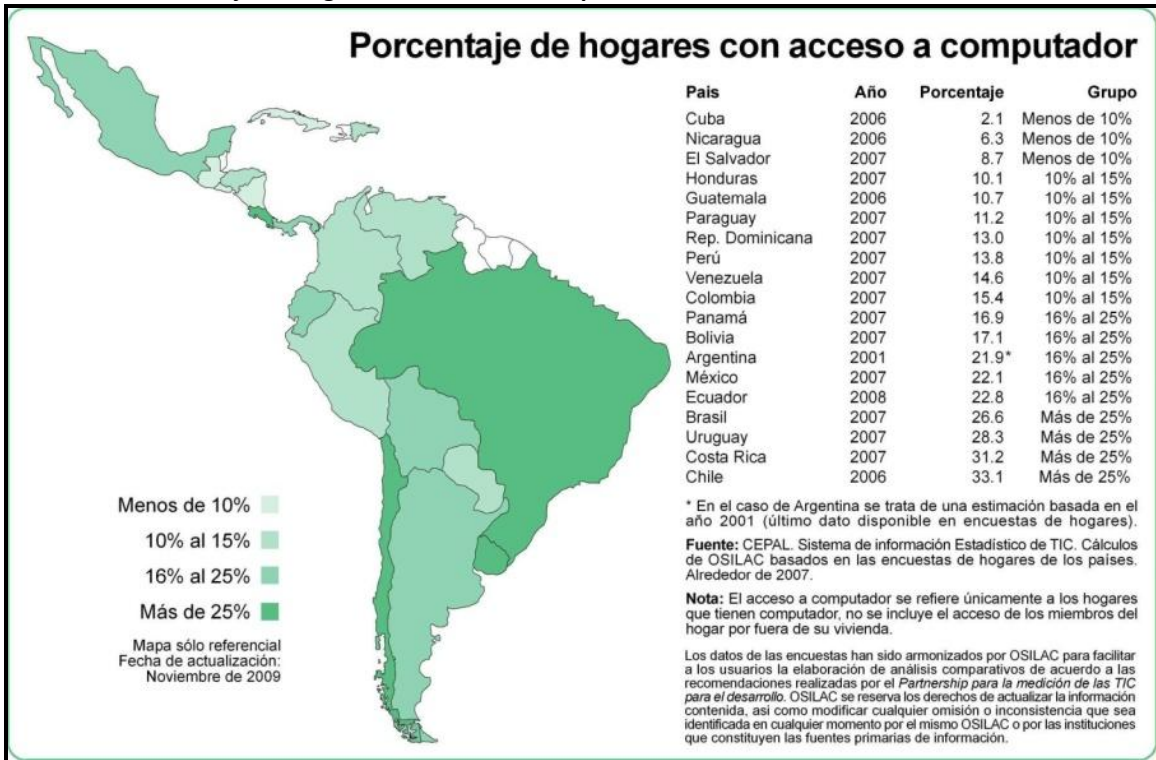 Porcentaje de hogares con acceso a computador
País Año Porcentaje Grupo
Cuba 2006 2.1 Menos de 10%
Nicaragua 2006 6.3 Menos de 10%
El Salvador 2007 8.7 Menos de 10%
Honduras 2007 10.1 10% al 15%
Guatemala 2006 10.7 10% al 15%
Paraguay 2007 11.2 10% al 15%
Rep. Dominicana 2007 13.0 10% al 15%
Perú 2007 13.8 10% al 15%
Venezuela 2007 14.6 10% al 15%
Colombia 2007 15.4 10% al 15%
Panamá 2007 16.9 16% al 25%
Bolivia 2007 17.1 16% al 25%
Argentina 2001 21.9* 16% al 25%
México 2007 22.1 16% al 25%
Ecuador 2008 22.8 16% al 25%
Brasil 2007 26.6 Más de 25%
Uruguay 2007 28.3 Más de 25%
Costa Rica 2007 31.2 Más de 25%
Chile 2006 33.1 Más de 25%
* En el caso de Argentina se trata de una estimación basada en el
año 2001 (último dato disponible en encuestas de hogares).
Fuente: CEPAL. Sistema de información Estadístico de TIC. Cálculos
de OSILAC basados en las encuestas de hogares de los países.
Alrededor de 2007.
Nota: El acceso a computador se refiere únicamente a los hogares
que tienen computador, no se incluye el acceso de los miembros del
hogar por fuera de su vivienda.
Los datos de las encuestas han sido armonizados por OSILAC para facilitar
a los usuarios la elaboración de análisis comparativos de acuerdo a las
recomendaciones realizadas por el Partnership para la medición de las TIC
para el desarrollo. OSILAC se reserva los derechos de actualizar la información
contenida, asi como modificar cualquier omisión o inconsistencia que sea
identificada en cualquier momento por el mismo OSILAC o por las instituciones
que constituyen las fuentes primarias de información.
Menos de 10%
10% al 15%
16% al 25%
Más de 25%
Mapa sólo referencial
Fecha de actualización:
Noviembre de 2009